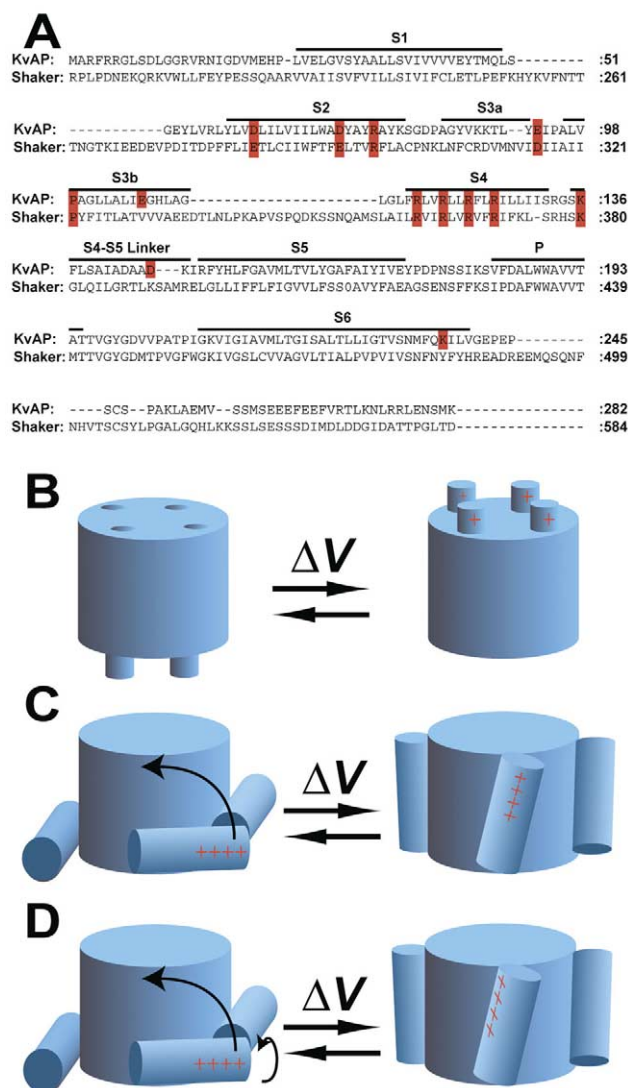 A
S1
KvAP: MARFRRGLSDLGGRVRNIGDVMEHP-LVELGVSYAALLSVIVVVVEYTMQLS-------- :51
Shaker: RPLPDNEKQRKVWLLFEYPESSQAARVVAIISVFVILLSIVIFCLETLPEFKHYKVFNTT :261
S2 S3a
KvAP: ----------GEYLVRLYLVDLILVIILWADYAYRAYKSGDPAGYVKKTL--YEIPALV :98
Shaker: TNGTKIEEDEVPDITDPFFLIETLCIIWFTFELTVRFLACPNKLNFCRDVMNVIDIIAII :321
S3b S4
KvAP: PAGLLALIEGHLAG------------------LGLFRLVRLLRFLRILLIISRGSK :136
Shaker: PYFITLATVVVAEEDTLNLPKAPVSPQDKSSNQAMSLAILRVIRLVRVFRIFKL-SRHSK :380
S4-S5 Linker S5 P
KvAP: FLSAIADAAD---KIRFYHLFGAVMLTVLYGAFAIYIVEYPDPNSSIKSVFDALWWAVVT :193
Shaker: GLQILGRTLKSAMRELGLLIFFLFIGVVLFSS0AVYFAEAGSENSFFKSIPDAFWWAVVT :439
S6
KvAP: ATTVGYGDVVPATPIGKVIGIAVMLTGISALTLLIGTVSNMFQKILVGEPEP-------- :245
Shaker: MTTVGYGDMTPVGFWGKIVGSLCVVAGVLTIALPVPVIVSNFNYFYHREADREEMQSQNF :499
KvAP: ----SCS--PAKLAEMV--SSMSEEEFEEFVRTLKNLRRLENSMK-------------- :282
Shaker: NHVTSCSYLPGALGQHLKKSSLSESSSDIMDLDDGIDATTPGLTD-------------- :584
B
ΔV
+ + + +
C
ΔV
++++
++++
D
ΔV
++++
++++